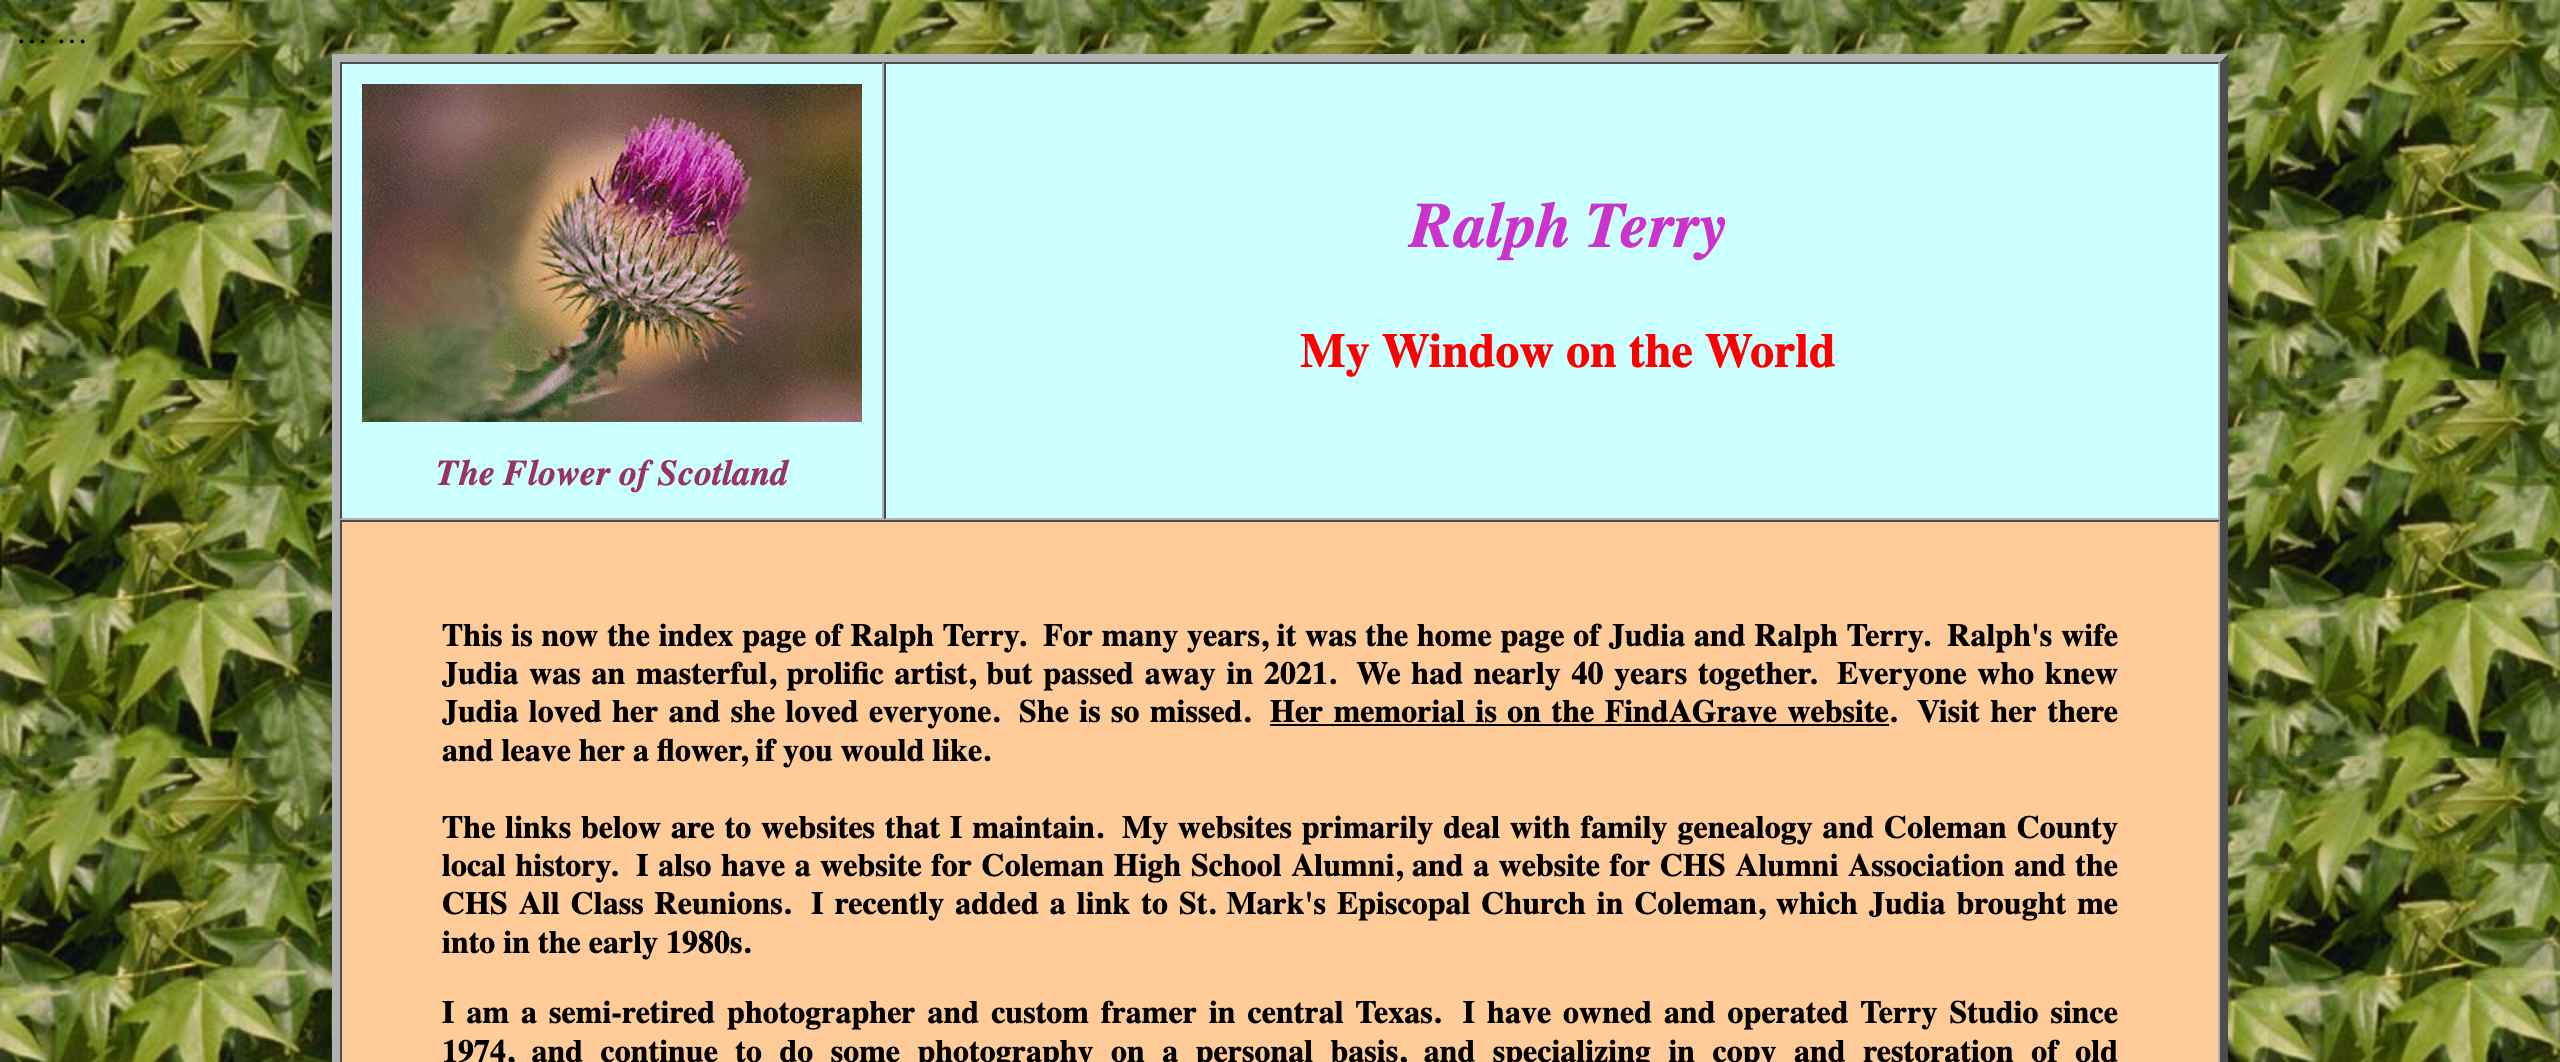 ... ...
Ralph Terry
My Window on the World
The Flower of Scotland
This is now the index page of Ralph Terry. For many years, it was the home page of Judia and Ralph Terry. Ralph's wife
Judia was an masterful, prolific artist, but passed away in 2021. We had nearly 40 years together. Everyone who knew
Judia loved her and she loved everyone. She is so missed. Her memorial is on the FindAGrave website. Visit her there
and leave her a flower, if you would like.
The links below are to websites that I maintain. My websites primarily deal with family genealogy and Coleman County
local history. I also have a website for Coleman High School Alumni, and a website for CHS Alumni Association and the
CHS All Class Reunions. I recently added a link to St. Mark's Episcopal Church in Coleman, which Judia brought me
into in the early 1980s.
I am a semi-retired photographer and custom framer in central Texas. I have owned and operated Terry Studio since
1974, and continue to do some photography on a personal basis, and specializing in copy and restoration of old